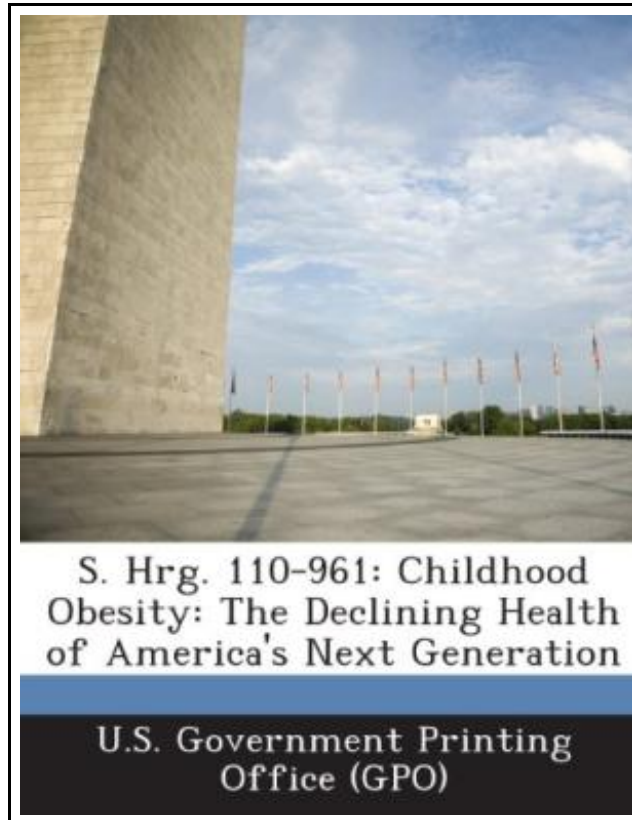 S. Hrg. 110-961: Childhood
Obesity: The Declining Health
of America's Next Generation
U.S. Government Printing
Office (GPO)